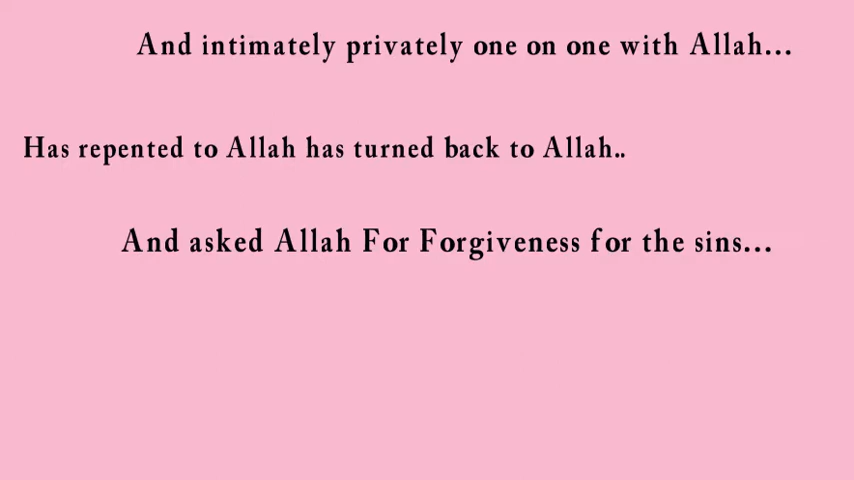 And intimately privately one on one with Allah...
Has repented to Allah has turned back to Allah..
And asked Allah For Forgiveness for the sins...